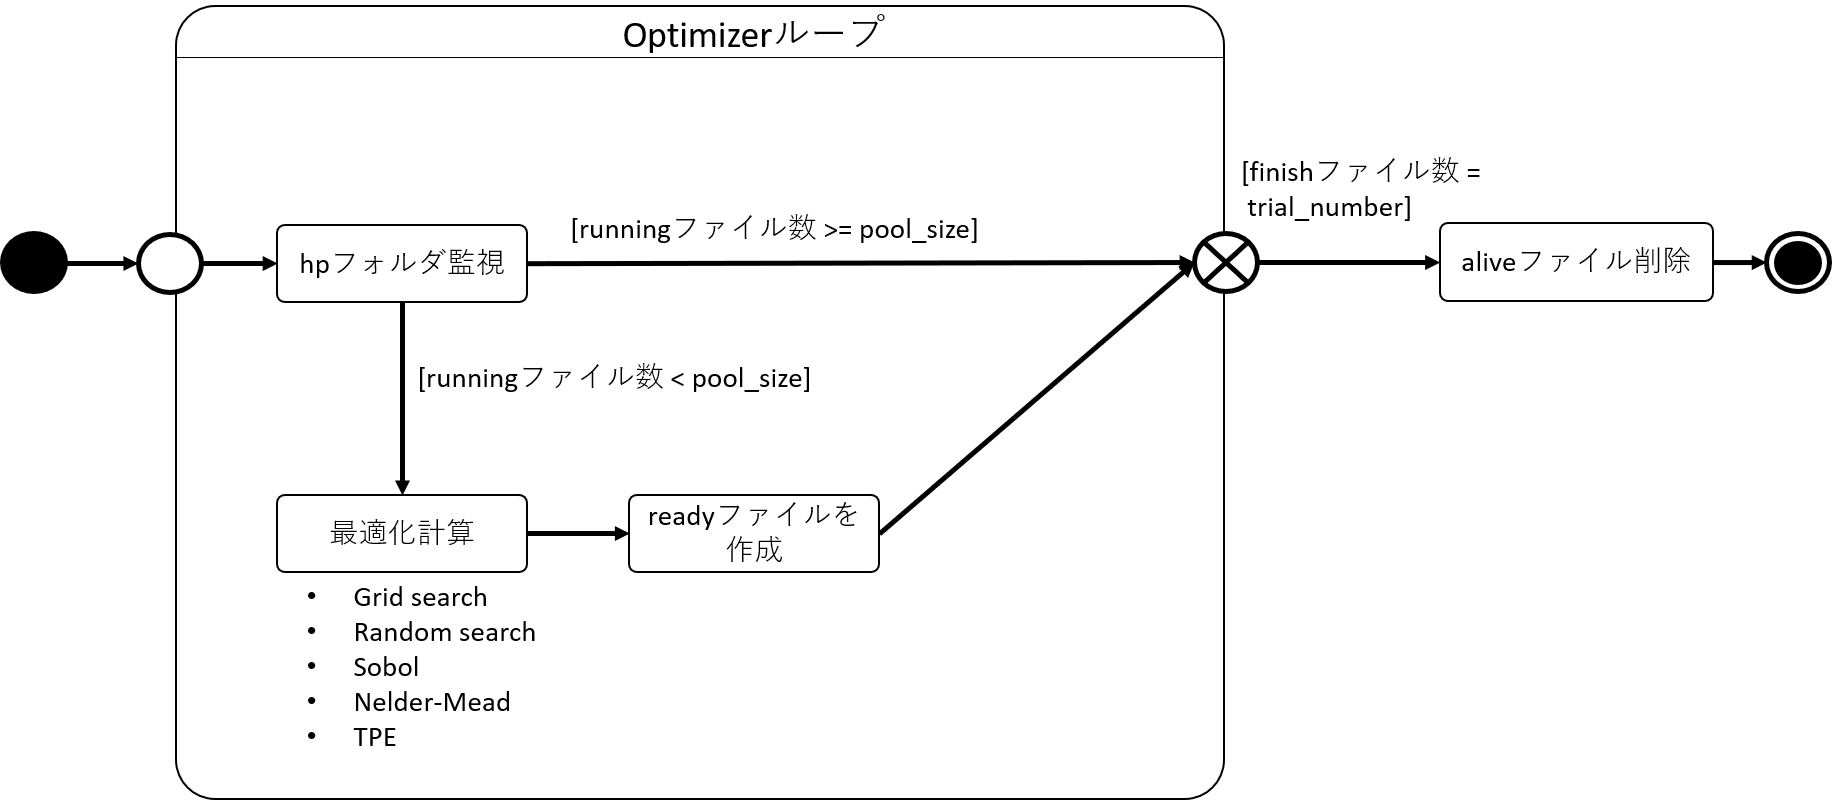 Optimizerループ
[finishファイル数 =
trial_number]
[runningファイル数 >= pool_size]
hpフォルダ監視
aliveファイル削除
[runningファイル数 < pool_size]
最適化計算
readyファイルを
作成
• Grid search
• Random search
• Sobol
• Nelder-Mead
• TPE